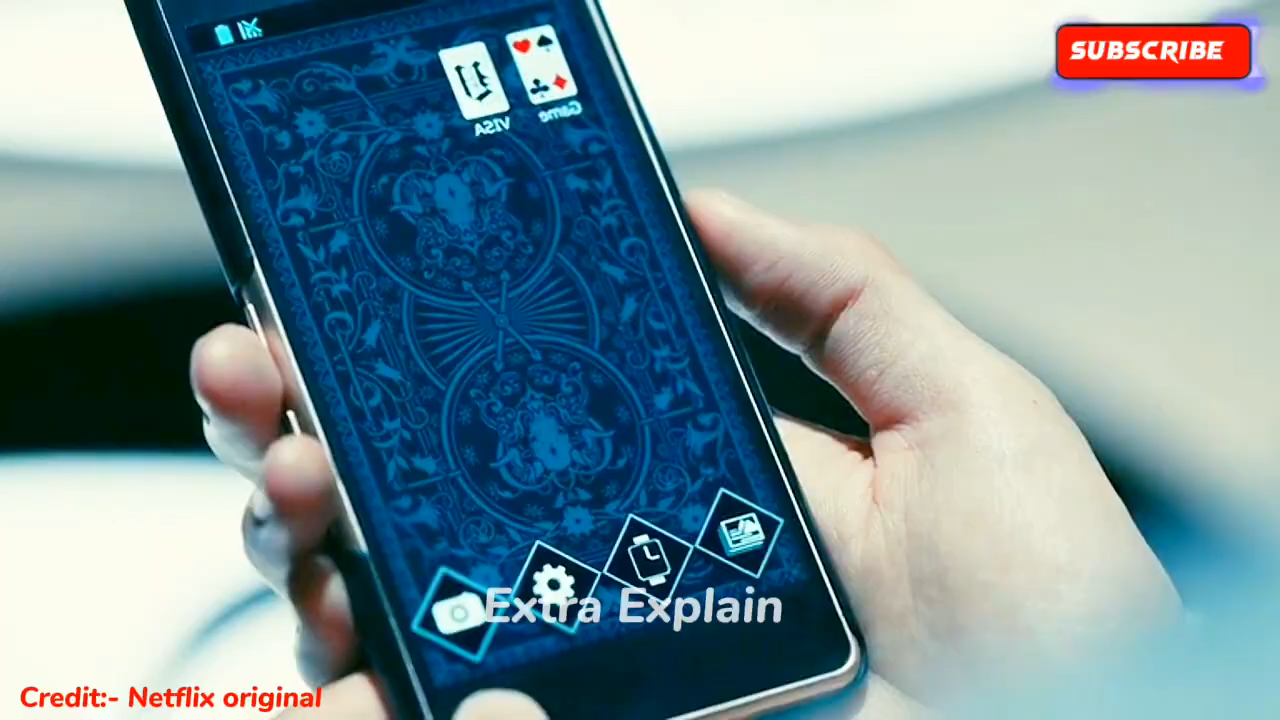 SUBSCRIBE
VISA
Game
Extra Explain
Credit:- Netflix original